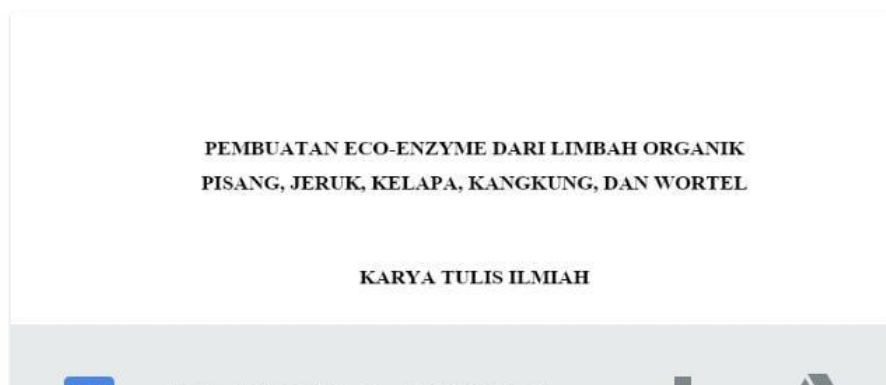 PEMBUATAN ECO-ENZYME DARI LIMBAH ORGANIK
PISANG, JERUK, KELAPA, KANGKUNG, DAN WORTEL
KARYA TULIS ILMIAH